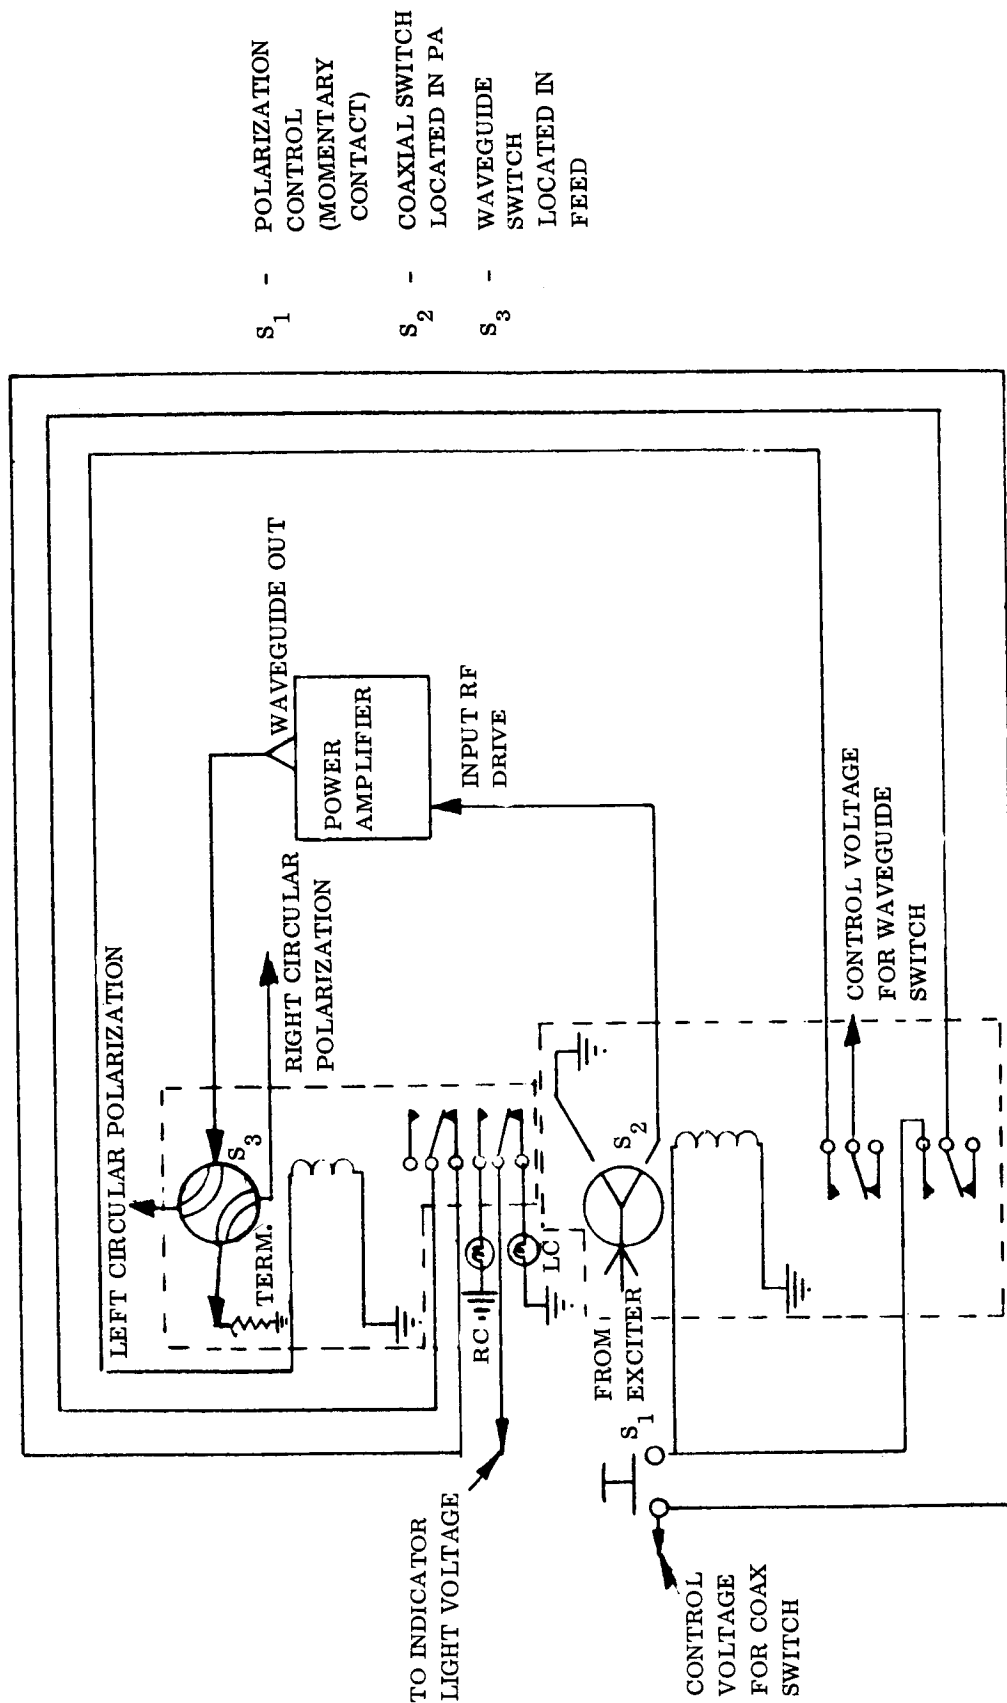 LEFT CIRCULAR POLARIZATION
S3
TERM.
RIGHT CIRCULAR
POLARIZATION
WAVEGUIDE OUT
POWER
AMPLIFIER
INPUT RF
DRIVE
TO INDICATOR
LIGHT VOLTAGE
RC
LC
FROM
EXCITER
S1
S2
CONTROL
VOLTAGE
FOR COAX
SWITCH
CONTROL VOLTAGE
FOR WAVEGUIDE
SWITCH
S1 - POLARIZATION
CONTROL
(MOMENTARY
CONTACT)
S2 - COAXIAL SWITCH
LOCATED IN PA
S3 - WAVEGUIDE
SWITCH
LOCATED IN
FEED